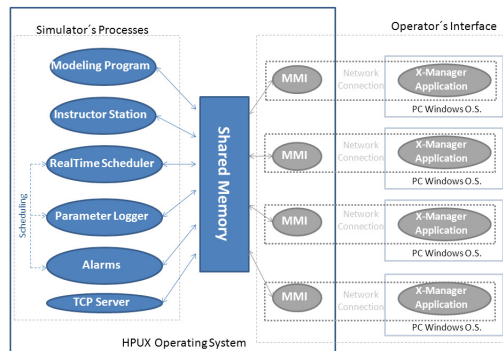 Simulator´s Processes
Operator´s Interface
Modeling Program
Instructor Station
RealTime Scheduler
Parameter Logger
Alarms
TCP Server
Scheduling
Shared Memory
MMI
Network
Connection
X-Manager
Application
PC Windows O.S.
MMI
Network
Connection
X-Manager
Application
PC Windows O.S.
MMI
Network
Connection
X-Manager
Application
PC Windows O.S.
MMI
Network
Connection
X-Manager
Application
PC Windows O.S.
HPUX Operating System